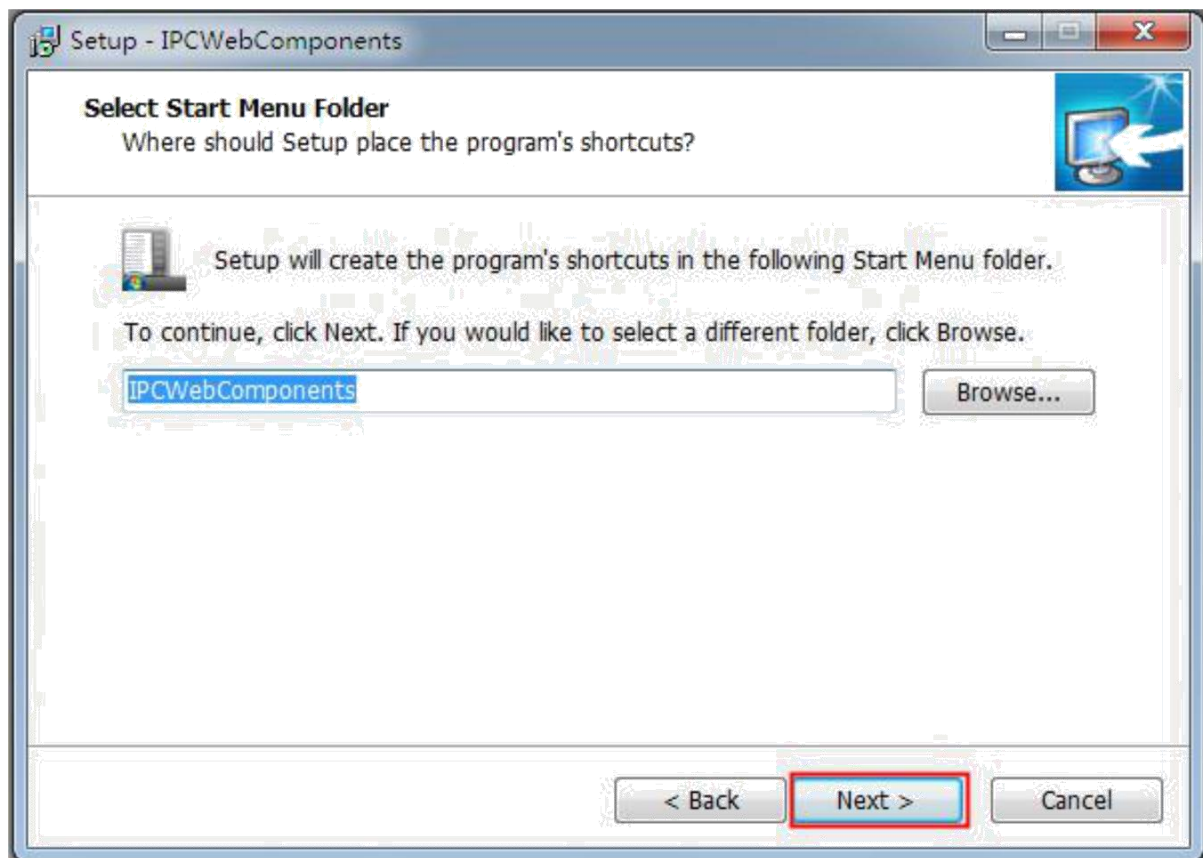 Setup - IPCWebComponents
Select Start Menu Folder
Where should Setup place the program's shortcuts?
Setup will create the program's shortcuts in the following Start Menu folder.
To continue, click Next. If you would like to select a different folder, click Browse.
IPCWebComponents
Browse...
< Back
Next >
Cancel